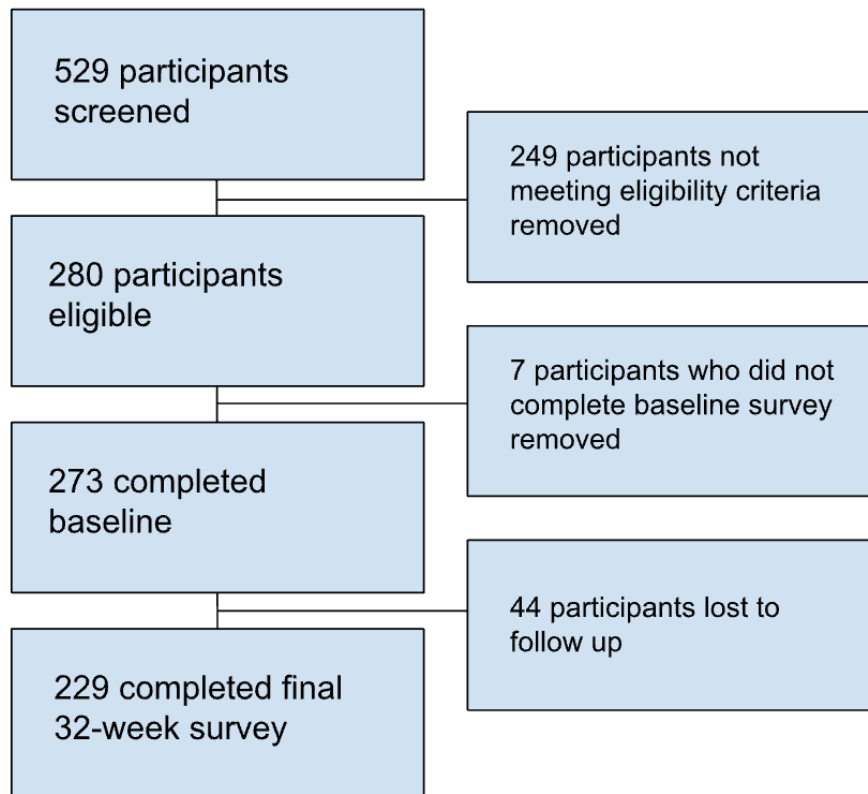 529 participants
screened
249 participants not
meeting eligibility criteria
removed
280 participants
eligible
7 participants who did not
complete baseline survey
removed
273 completed
baseline
44 participants lost to
follow up
229 completed final
32-week survey